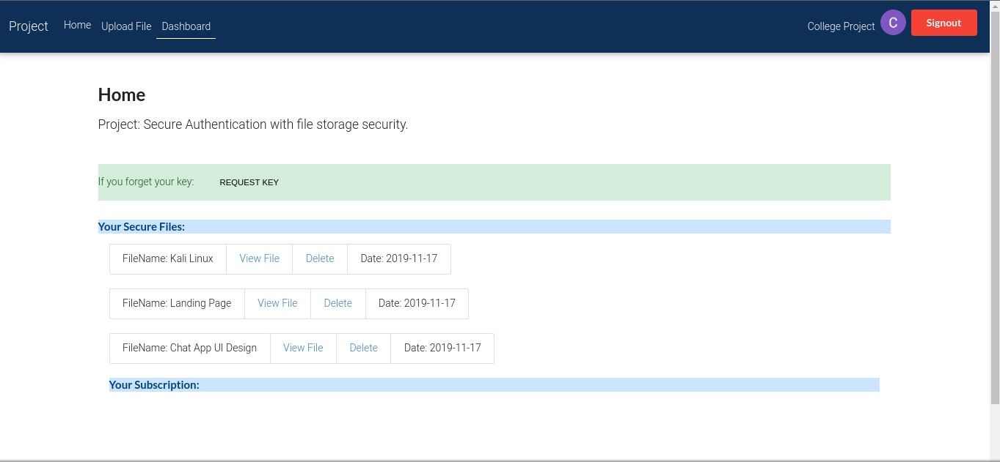 Project Home Upload File Dashboard College Project C Signout
Home
Project: Secure Authentication with file storage security.
If you forget your key: REQUEST KEY
Your Secure Files:
FileName: Kali Linux View File Delete Date: 2019-11-17
FileName: Landing Page View File Delete Date: 2019-11-17
FileName: Chat App UI Design View File Delete Date: 2019-11-17
Your Subscription: